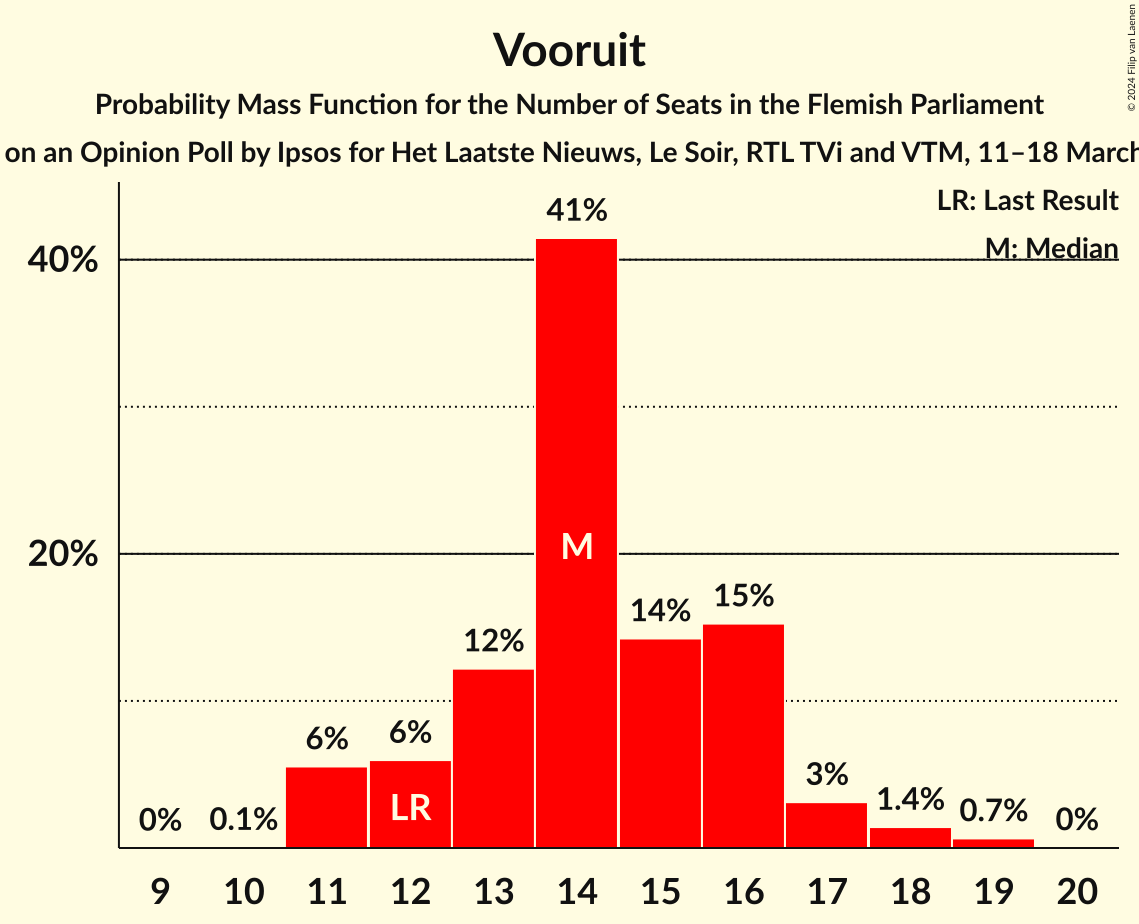 Vooruit
Probability Mass Function for the Number of Seats in the Flemish Parliament
on an Opinion Poll by Ipsos for Het Laatste Nieuws, Le Soir, RTL TVi and VTM, 11–18 March
© 2024 Filip van Laenen
LR: Last Result
M: Median
40%
20%
0%
0.1%
6%
6%
12%
41%
14%
15%
3%
1.4%
0.7%
0%
LR
M
9 10 11 12 13 14 15 16 17 18 19 20